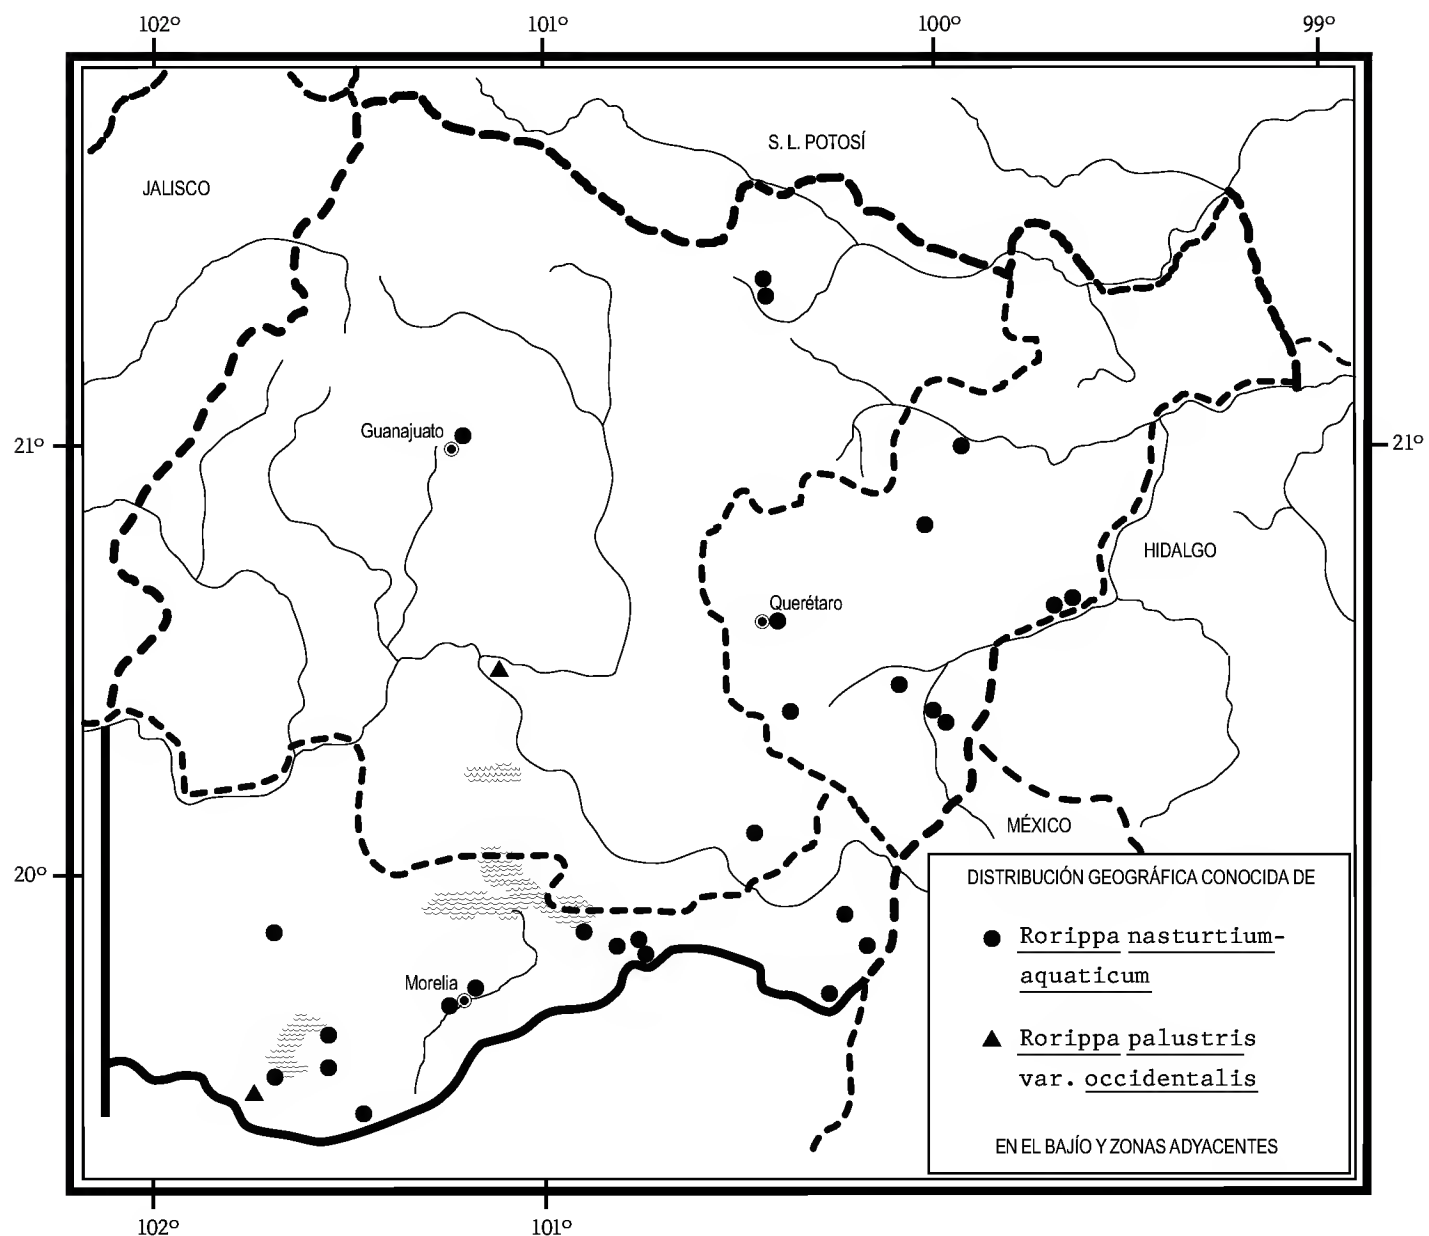 102º 101º 100º 99º
S. L. POTOSÍ
JALISCO
Guanajuato
21º 21º
HIDALGO
Querétaro
MÉXICO
20º
DISTRIBUCIÓN GEOGRÁFICA CONOCIDA DE
Rorippa nasturtium-
aquaticum
Morelia
Rorippa palustris
var. occidentalis
EN EL BAJÍO Y ZONAS ADYACENTES
102º 101º